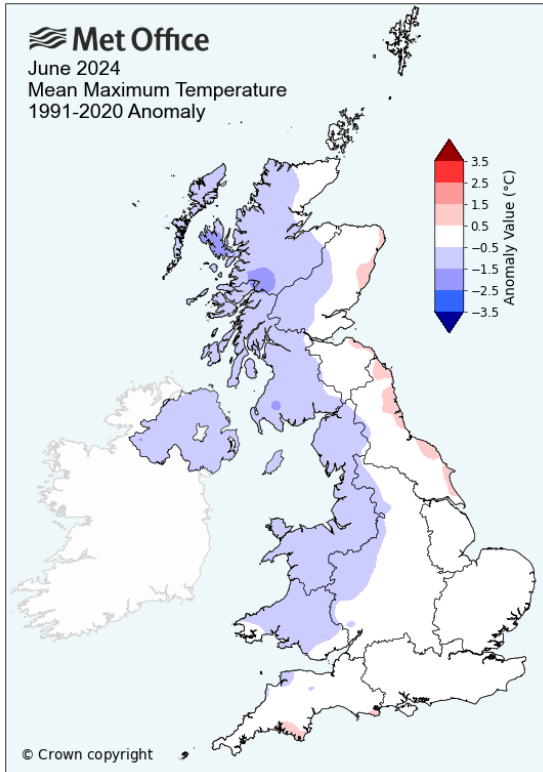 Met Office
June 2024
Mean Maximum Temperature
1991-2020 Anomaly
3.5
2.5
1.5
0.5
−0.5
−1.5
−2.5
−3.5
Anomaly Value (°C)
© Crown copyright